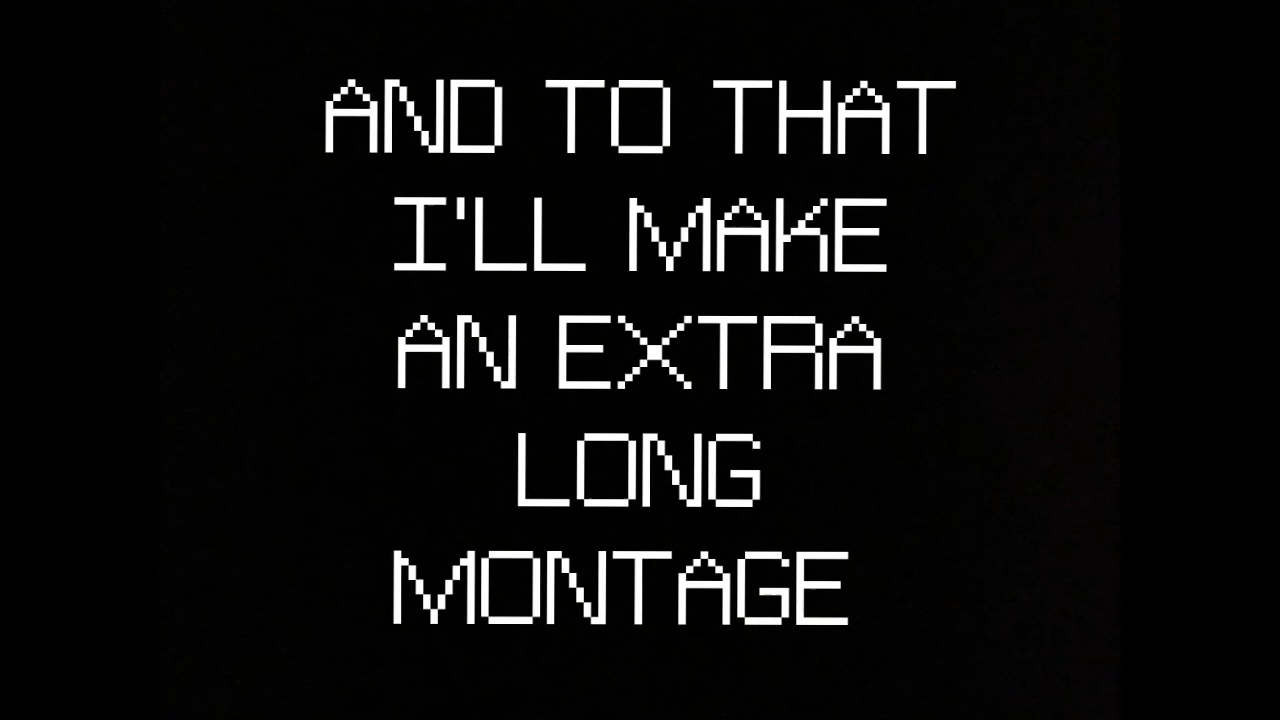 AND TO THAT
I'LL MAKE
AN EXTRA
LONG
MONTAGE